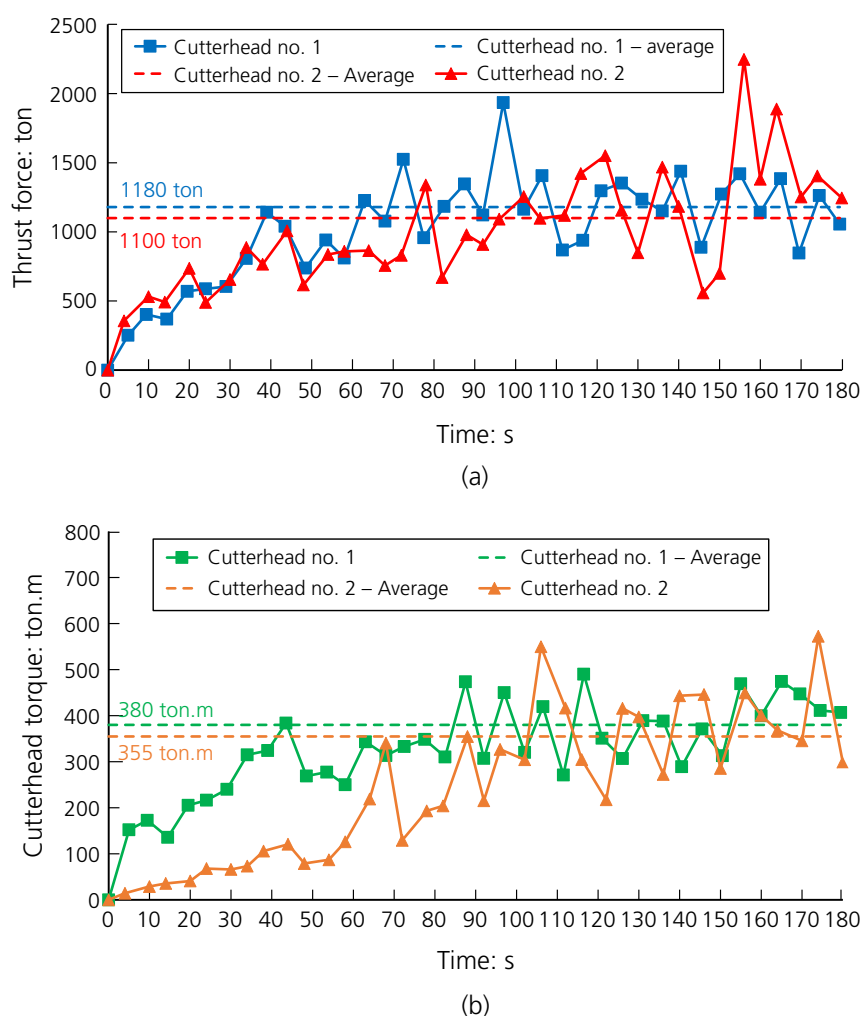 2500
2000
1500
1000
500
0
Thrust force: ton
Cutterhead no. 1
Cutterhead no. 1 – average
Cutterhead no. 2 – Average
Cutterhead no. 2
1180 ton
1100 ton
0 10 20 30 40 50 60 70 80 90 100 110 120 130 140 150 160 170 180
Time: s
(a)
800
700
600
500
400
300
200
100
0
Cutterhead torque: ton.m
Cutterhead no. 1
Cutterhead no. 1 – Average
Cutterhead no. 2 – Average
Cutterhead no. 2
380 ton.m
355 ton.m
0 10 20 30 40 50 60 70 80 90 100 110 120 130 140 150 160 170 180
Time: s
(b)